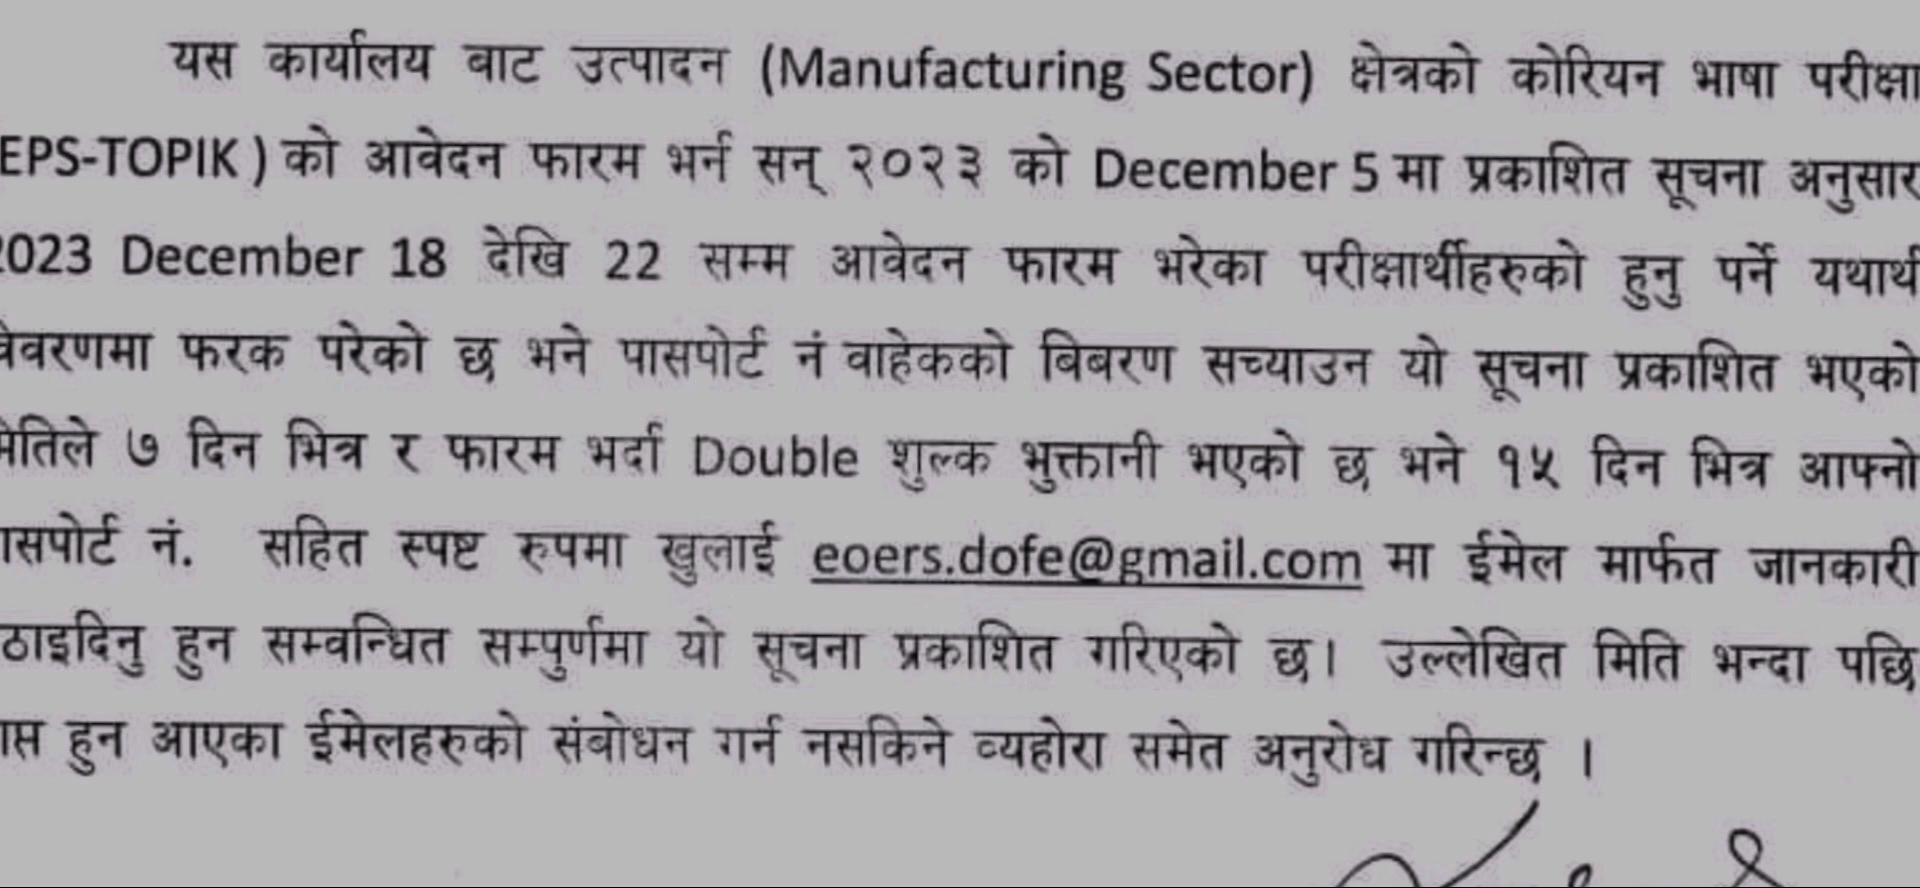 यस कार्यालय बाट उत्पादन (Manufacturing Sector) क्षेत्रको कोरियन भाषा परीक्षा
EPS-TOPIK ) को आवेदन फारम भर्न सन् २०२३ को December 5 मा प्रकाशित सूचना अनुसार
2023 December 18 देखि 22 सम्म आवेदन फारम भरेका परीक्षार्थीहरुको हुनु पर्ने यथार्थ
वेवरणमा फरक परेको छ भने पासपोर्ट नं वाहेकको बिबरण सच्याउन यो सूचना प्रकाशित भएको
मेतिले ७ दिन भित्र र फारम भर्दा Double शुल्क भुक्तानी भएको छ भने १५ दिन भित्र आफ्नो
ासपोर्ट नं. सहित स्पष्ट रुपमा खुलाई eoers.dofe@gmail.com मा ईमेल मार्फत जानकारी
ठाइदिनु हुन सम्वन्धित सम्पुर्णमा यो सूचना प्रकाशित गरिएको छ। उल्लेखित मिति भन्दा पछि
ाप्त हुन आएका ईमेलहरुको संबोधन गर्न नसकिने व्यहोरा समेत अनुरोध गरिन्छ ।